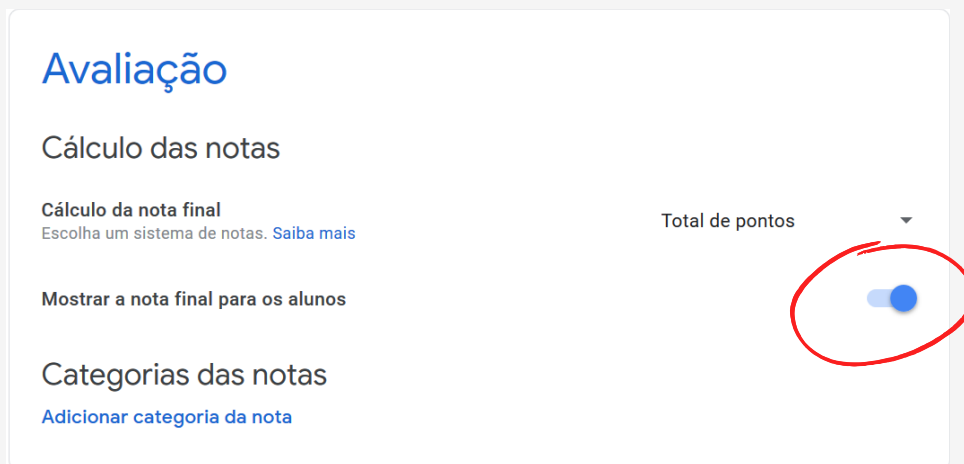 Avaliação
Cálculo das notas
Cálculo da nota final
Escolha um sistema de notas. Saiba mais
Total de pontos
Mostrar a nota final para os alunos
Categorias das notas
Adicionar categoria da nota